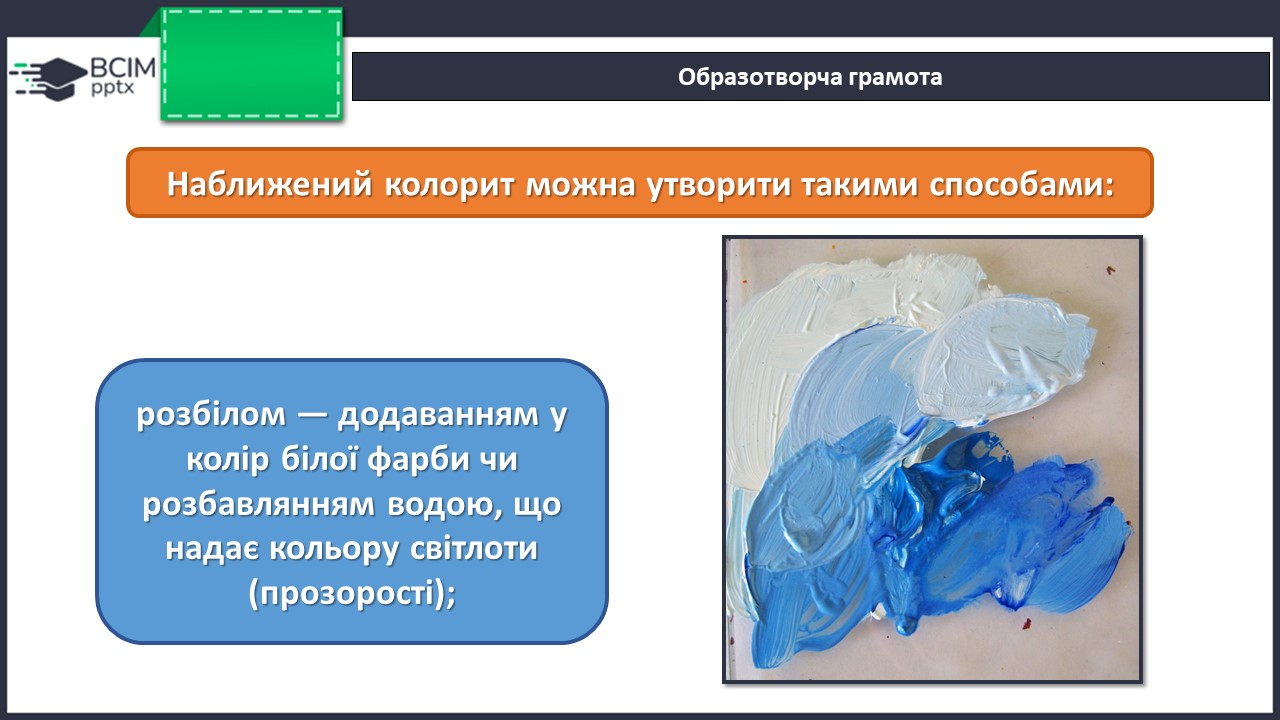 BCIM
pptx
Образотворча грамота
Наближений колорит можна утворити такими способами:
розбілом — додаванням у
колір білої фарби чи
розбавлянням водою, що
надає кольору світлоти
(прозорості);